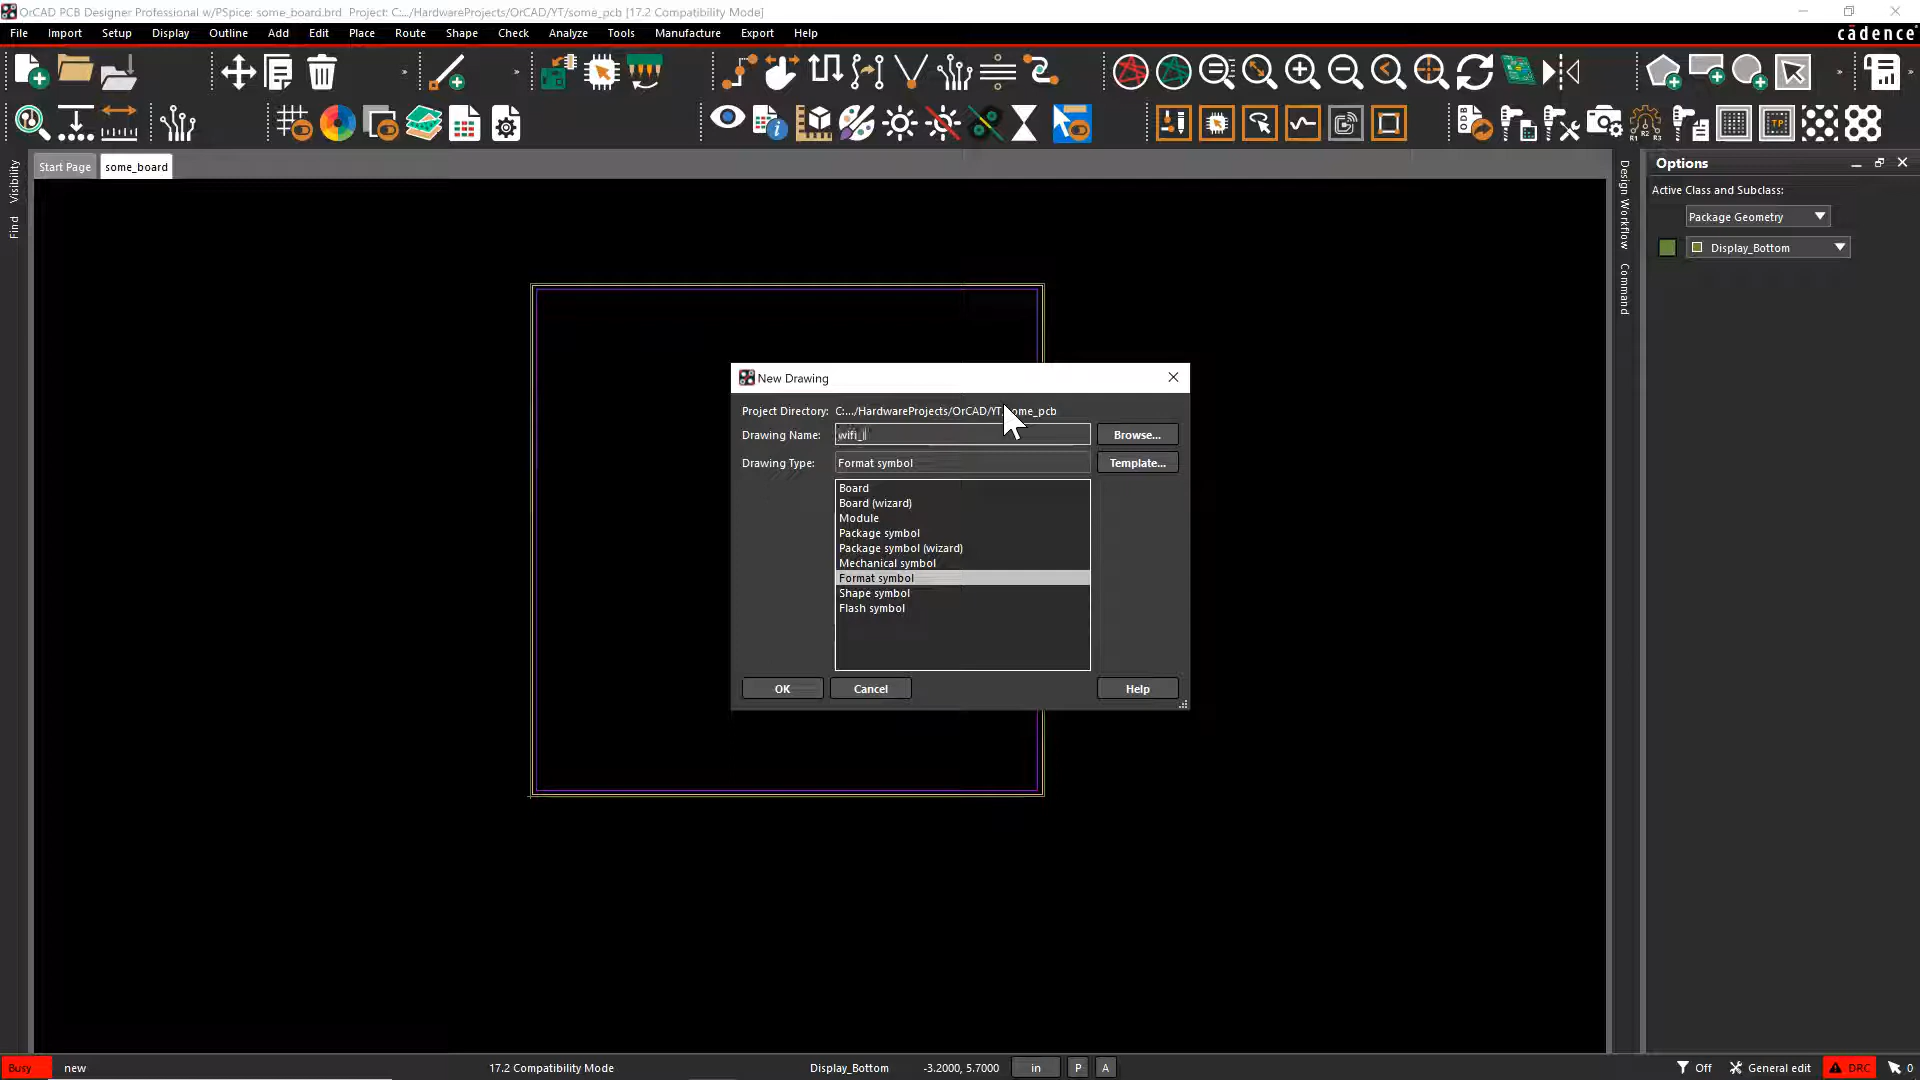 OrCAD PCB Designer Professional w/PSpice: some_board.brd Project: C:.../HardwareProjects/OrCAD/YT/some_pcb [17.2 Compatibility Mode]
File Import Setup Display Outline Add Edit Place Route Shape Check Analyze Tools Manufacture Export Help
cādence
Start Page some_board
Visibility
Find
Design Workflow
Command
Options
Active Class and Subclass:
Package Geometry
Display_Bottom
New Drawing
Project Directory: C:.../HardwareProjects/OrCAD/YT/some_pcb
Drawing Name: wifi_l Browse...
Drawing Type: Format symbol Template...
Board
Board (wizard)
Module
Package symbol
Package symbol (wizard)
Mechanical symbol
Format symbol
Shape symbol
Flash symbol
OK Cancel Help
Busy new 17.2 Compatibility Mode Display_Bottom -3.2000, 5.7000 in P A Off General edit DRC 0